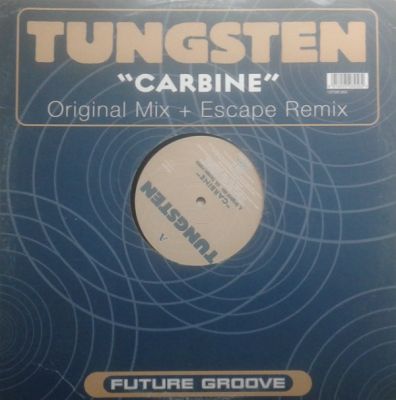 TUNGSTEN
"CARBINE"
Original Mix + Escape Remix
"CARBINE"
TUNGSTEN
A
FUTURE GROOVE